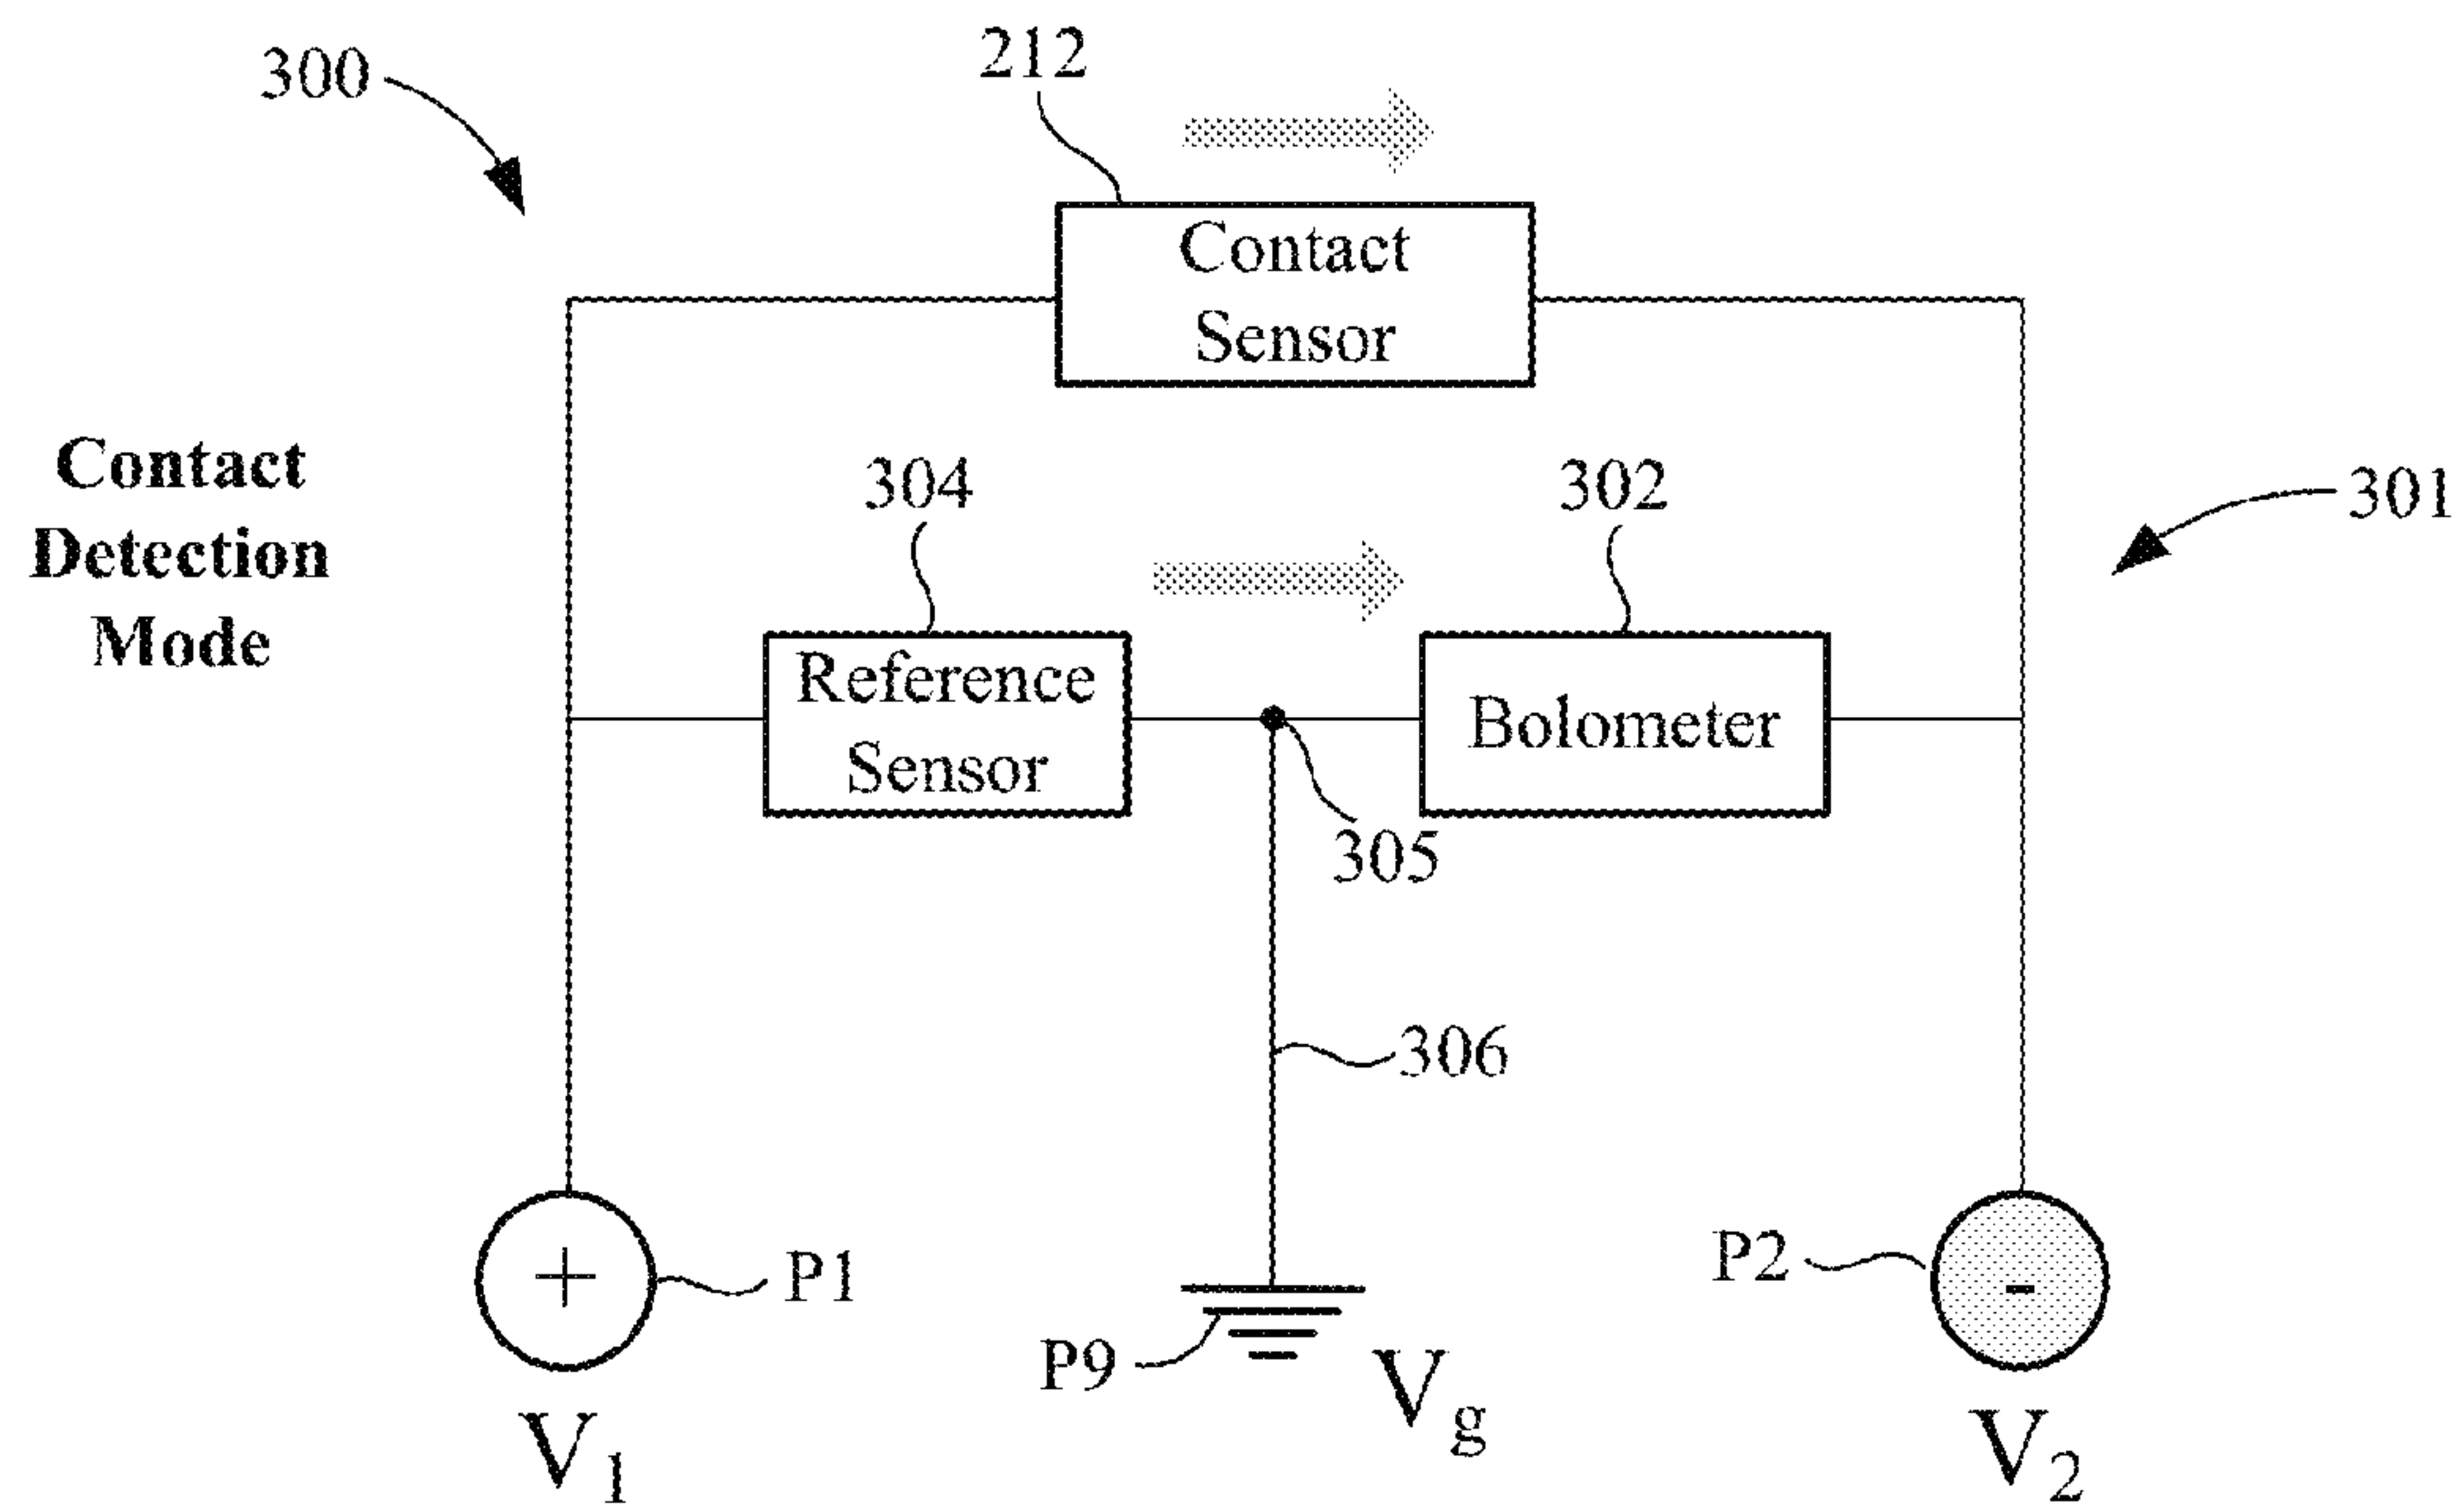 212
300
Contact
Sensor
Contact
Detection
Mode
304
302
301
Reference
Sensor
Bolometer
305
306
+
P1
P2
-
P9
V1
Vg
V2